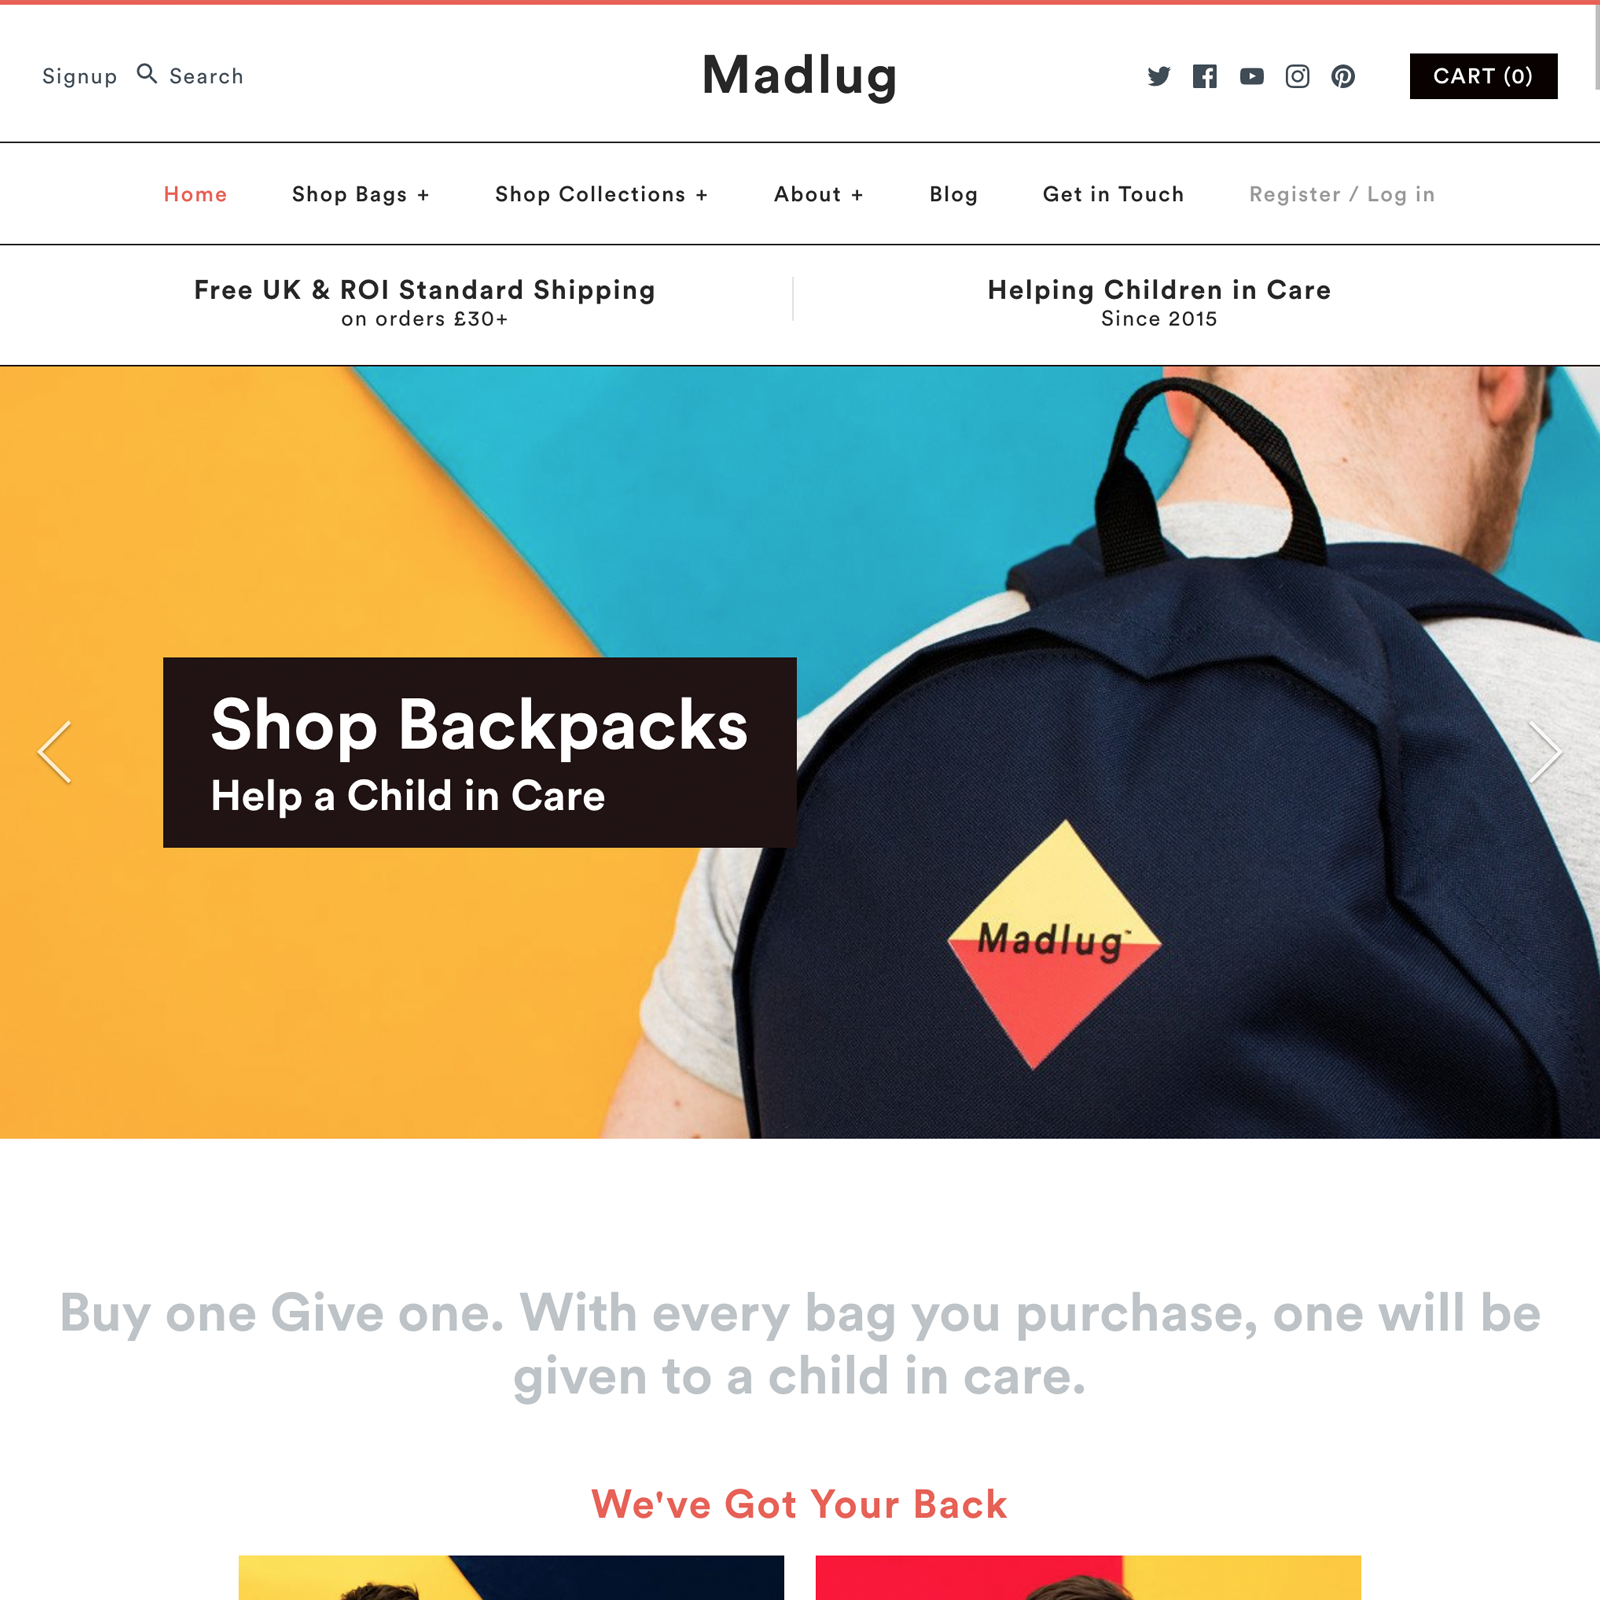 Signup Search
Madlug
CART (0)
Home Shop Bags + Shop Collections + About + Blog Get in Touch Register / Log in
Free UK & ROI Standard Shipping
on orders £30+
Helping Children in Care
Since 2015
Shop Backpacks
Help a Child in Care
Madlug™
Buy one Give one. With every bag you purchase, one will be
given to a child in care.
We've Got Your Back